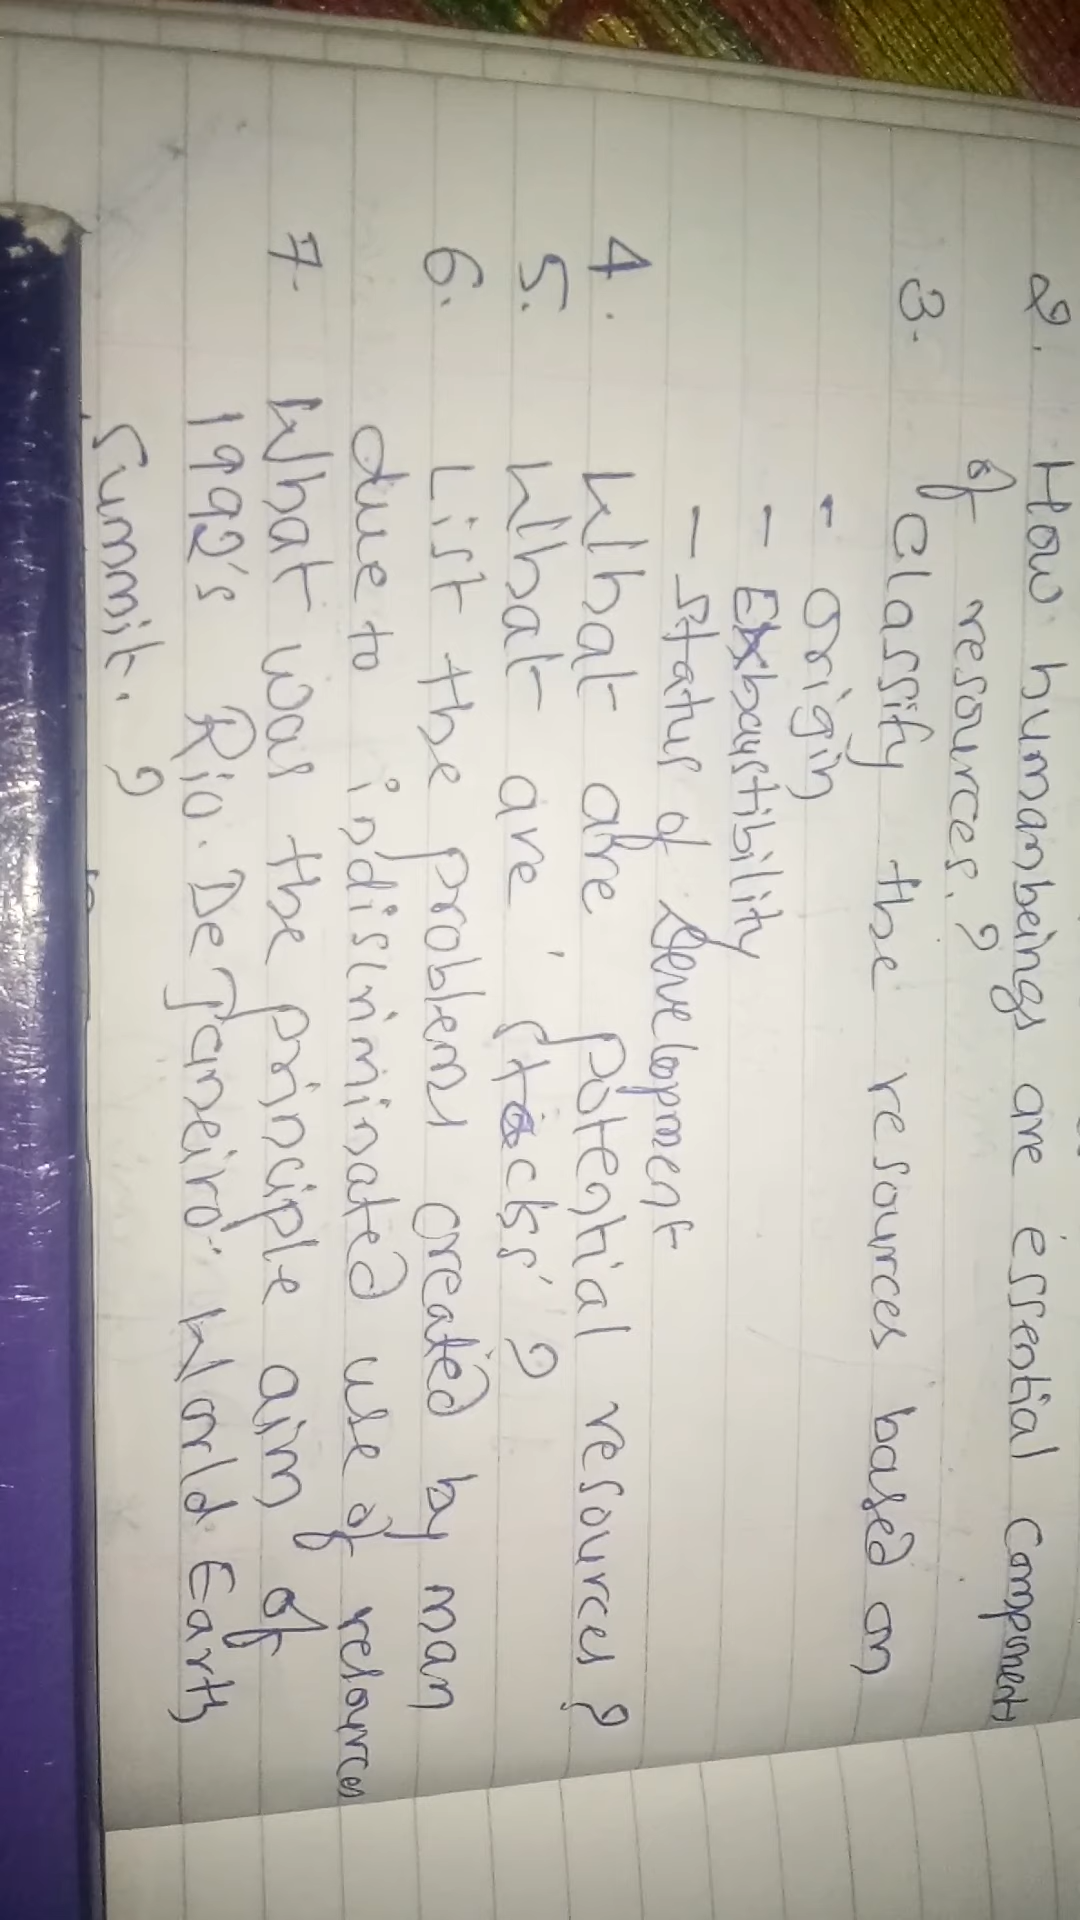 2. How humanbeings are essential components
of resources.?
3. Classify the resources based on
- Origin
- Exhaustibility
- Status of Development
4. What are potential resources?
5. What are 'Stocks'?
6. List the problems created by man
due to indiscriminated use of resources
7. What was the principle aim of
1992's Rio. De Janeiro. World Earth
Summit.?